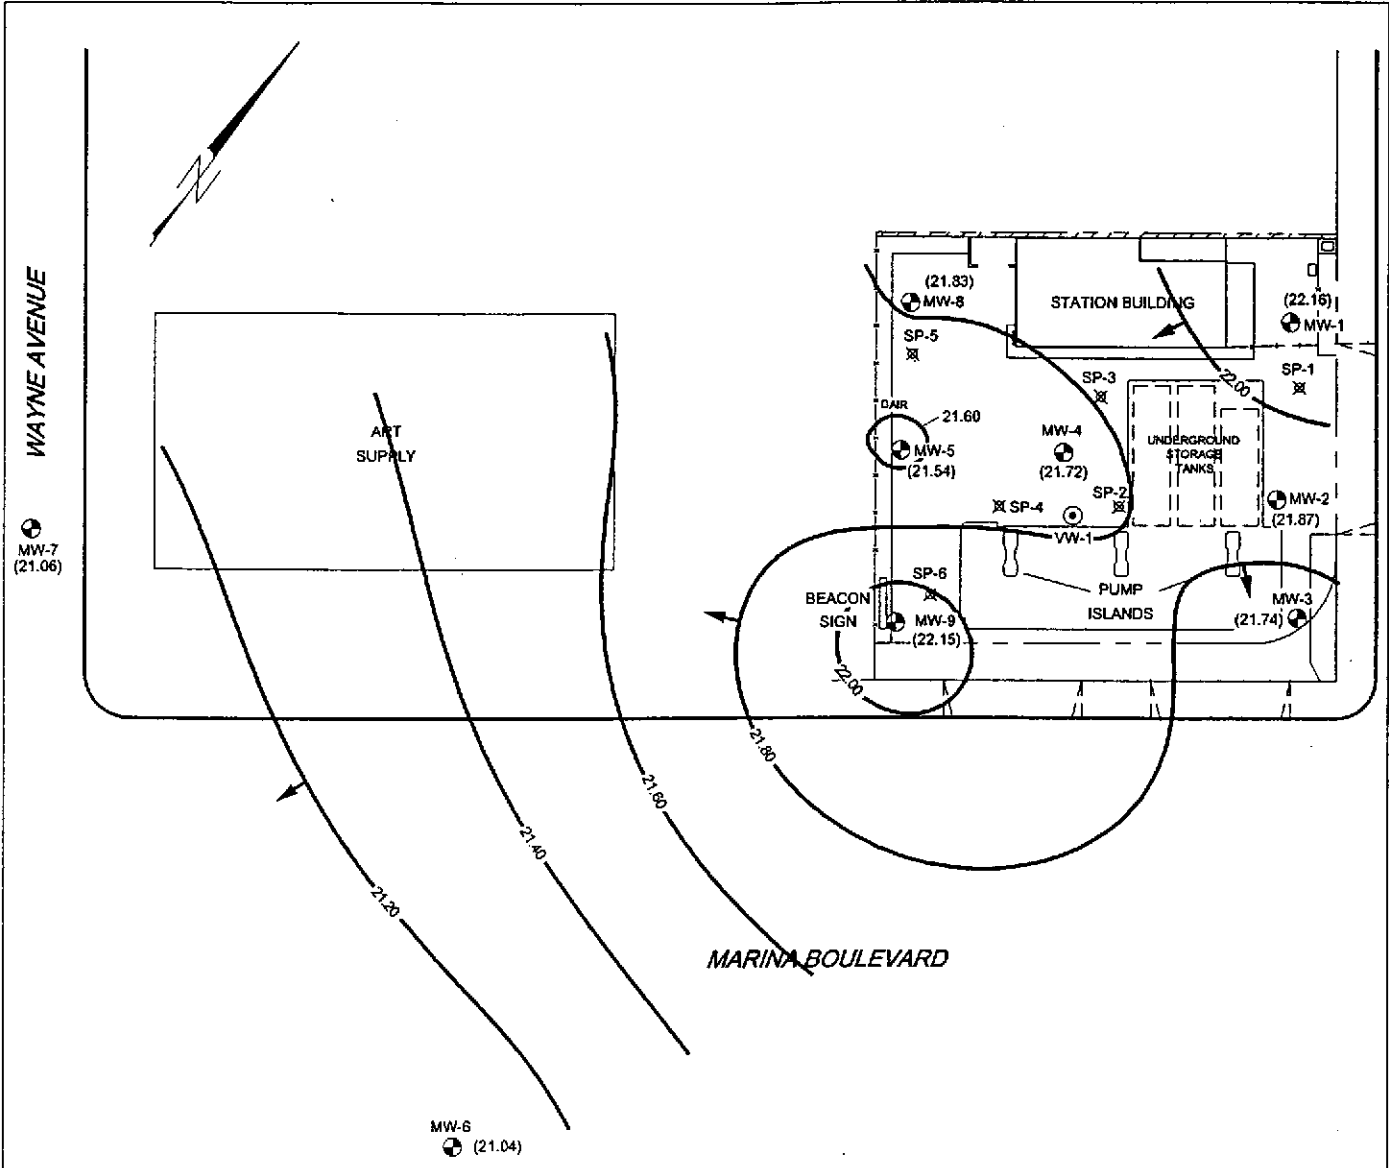 N
WAYNE AVENUE
(21.83)
MW-8
STATION BUILDING
(22.16)
MW-1
SP-5
SP-3
SP-1
22.00
AIR
21.60
MW-5
(21.54)
MW-4
(21.72)
UNDERGROUND
STORAGE
TANKS
MW-2
(21.87)
SP-4
SP-2
VW-1
ART
SUPPLY
MW-7
(21.06)
SP-6
BEACON
SIGN
MW-9
(22.15)
22.00
PUMP
ISLANDS
MW-3
(21.74)
21.80
21.60
21.40
21.20
MARINA BOULEVARD
MW-6
(21.04)